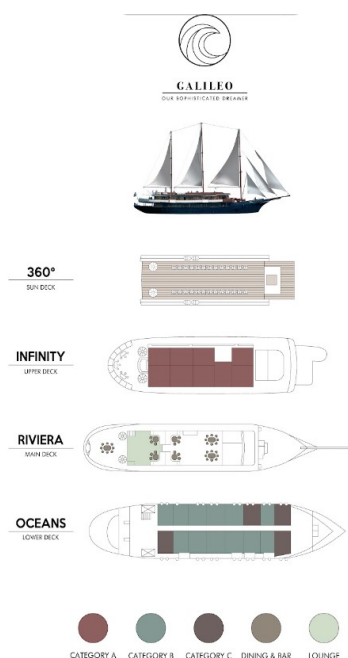 GALILEO
OUR SOPHISTICATED DREAMER
360°
SUN DECK
INFINITY
UPPER DECK
RIVIERA
MAIN DECK
OCEANS
LOWER DECK
CATEGORY A
CATEGORY B
CATEGORY C
DINING & BAR
LOUNGE